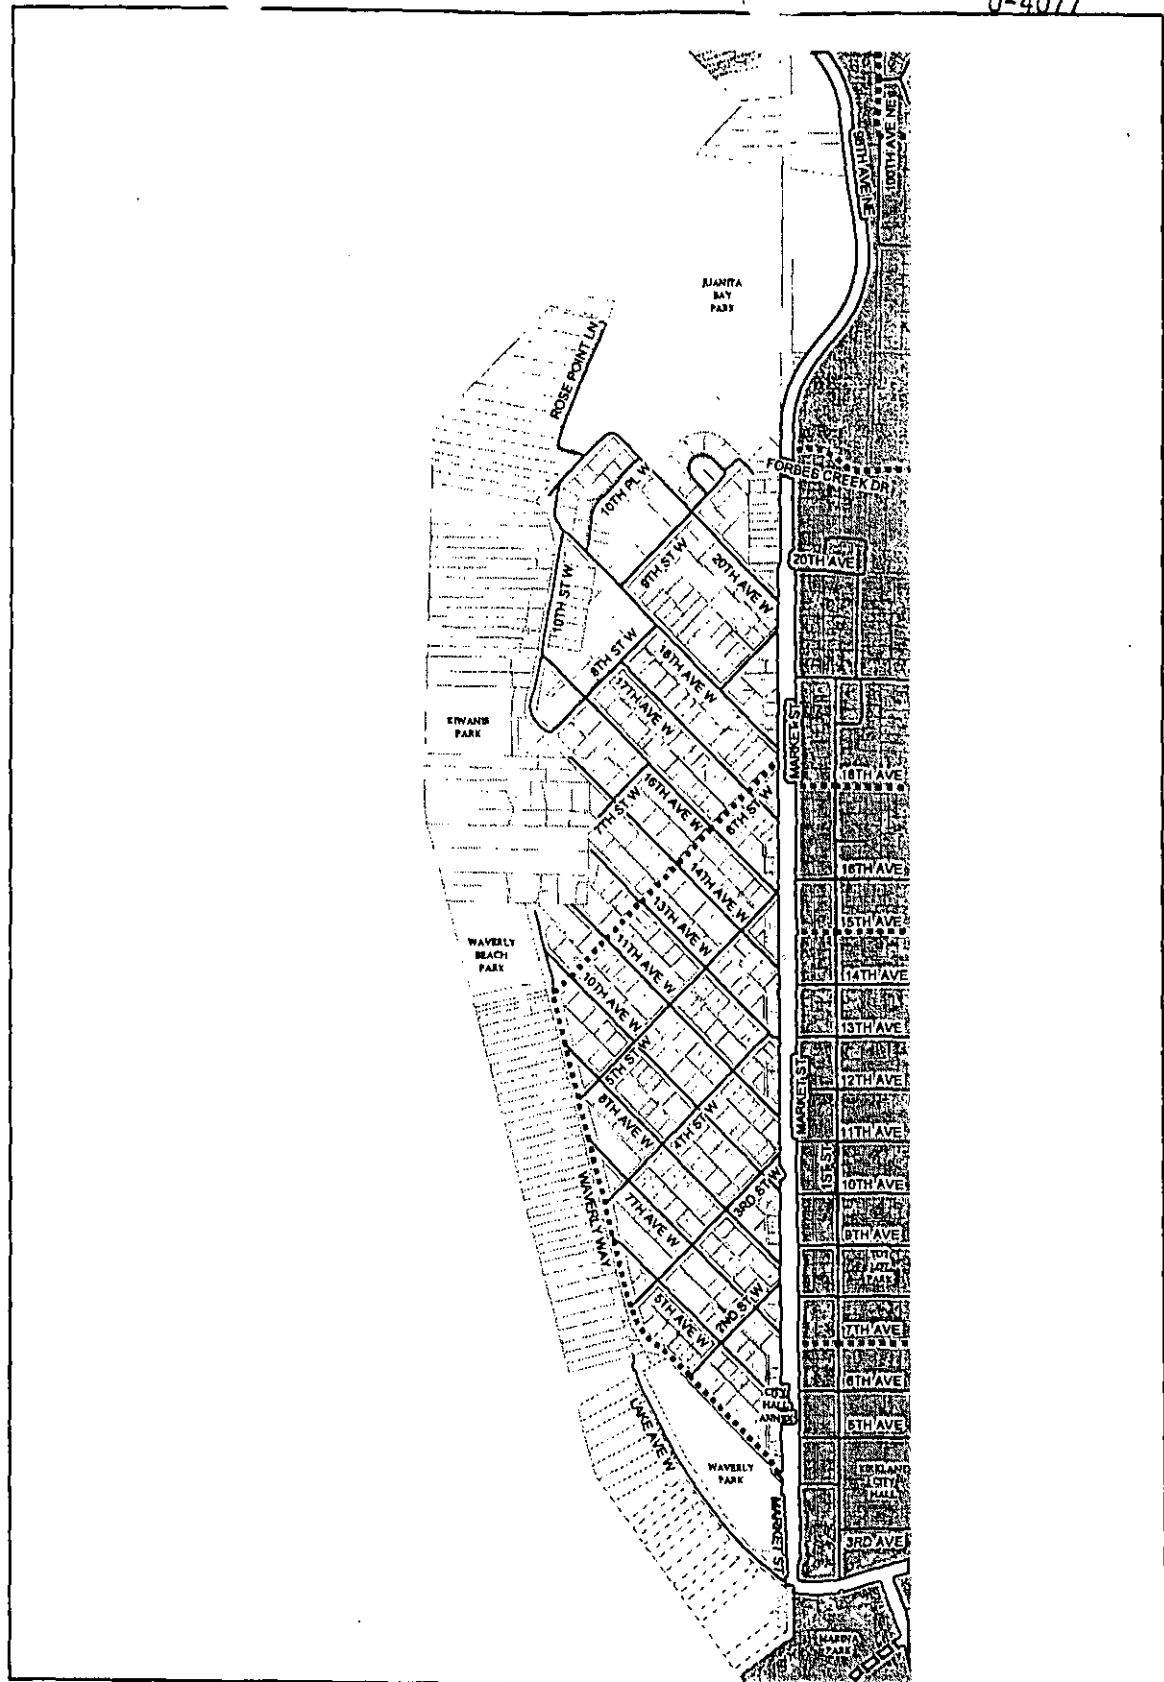 O-4077
98TH AVE NE
100TH AVE NE
JUANITA
BAY
PARK
ROSE POINT LN
FORBES CREEK DR
10TH PL W
9TH ST W
20TH AVE W
20TH AVE
10TH ST W
8TH ST W
18TH AVE W
17TH AVE W
KIWANIS
PARK
MARKET ST
18TH AVE
16TH AVE W
7TH ST W
6TH ST W
16TH AVE
14TH AVE W
15TH AVE
13TH AVE W
WAVERLY
BEACH
PARK
11TH AVE W
14TH AVE
10TH AVE W
13TH AVE
5TH ST W
12TH AVE
MARKET ST
8TH AVE W
4TH ST W
11TH AVE
1ST ST
10TH AVE
3RD ST W
WAVERLY WAY
7TH AVE W
9TH AVE
TOT
LOT
PARK
5TH AVE W
2ND ST W
7TH AVE
6TH AVE
CITY
HALL
ANNEX
5TH AVE
LAKE AVE W
WAVERLY
PARK
KIRKLAND
CITY
HALL
MARKET ST
3RD AVE
MARINA
PARK